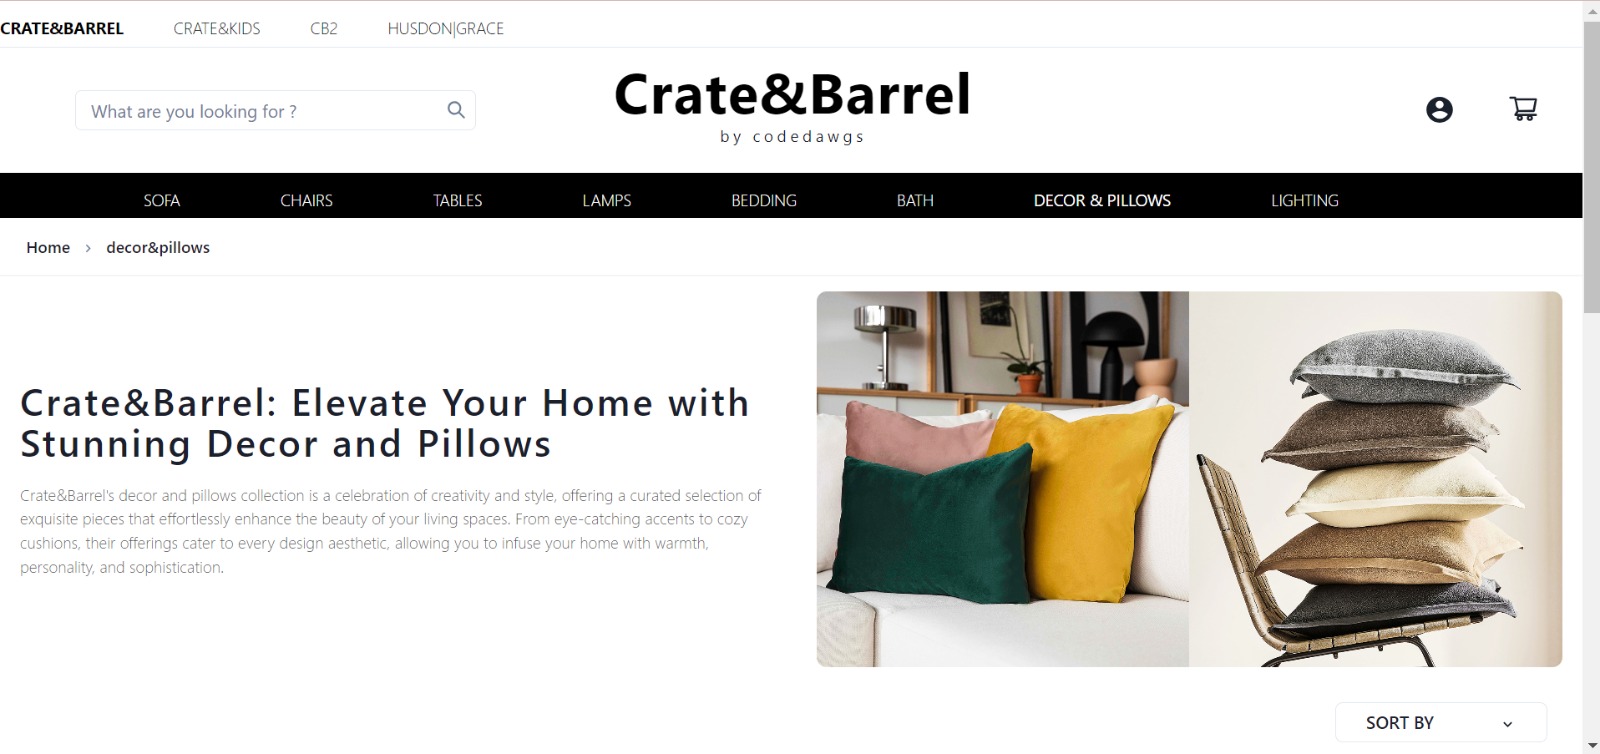 CRATE&BARREL CRATE&KIDS CB2 HUSDON|GRACE
What are you looking for ?
Crate&Barrel
by codedawgs
SOFA CHAIRS TABLES LAMPS BEDDING BATH DECOR & PILLOWS LIGHTING
Home > decor&pillows
Crate&Barrel: Elevate Your Home with
Stunning Decor and Pillows
Crate&Barrel's decor and pillows collection is a celebration of creativity and style, offering a curated selection of
exquisite pieces that effortlessly enhance the beauty of your living spaces. From eye-catching accents to cozy
cushions, their offerings cater to every design aesthetic, allowing you to infuse your home with warmth,
personality, and sophistication.
SORT BY